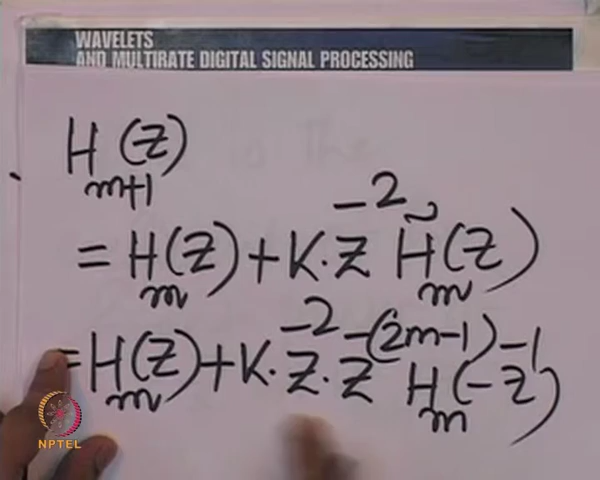 WAVELETS
AND MULTIRATE DIGITAL SIGNAL PROCESSING
H_{m+1}(z)
= H_m(z) + K·z^{-2} H̃_m(z)
= H_m(z) + K·z^{-2}·z^{-(2m-1)} H_m(-z^{-1})
NPTEL